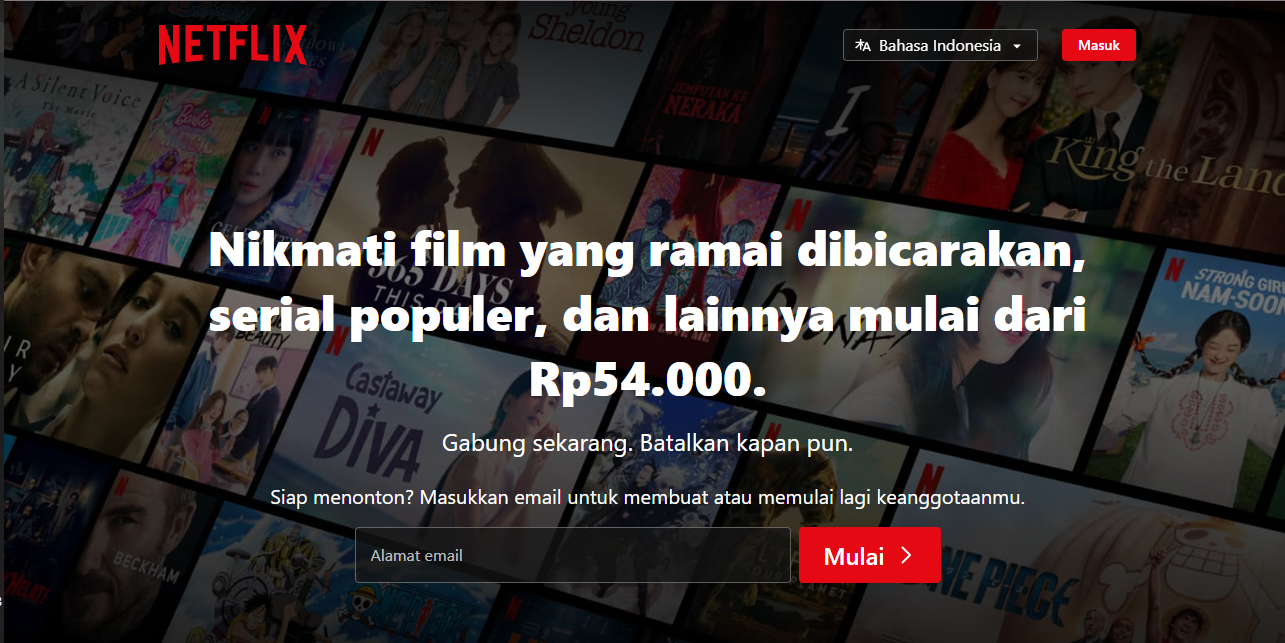 NETFLIX
Bahasa Indonesia
Masuk
young
Sheldon
A Silent Voice
The Movie
Barbie
JEMPUTAN KE
NERAKA
I
King the Land
Nikmati film yang ramai dibicarakan,
serial populer, dan lainnya mulai dari
Rp54.000.
365 DAYS
THIS DAY
STRONG GIRL
NAM-SOON
BEAUTY
Castaway
DIVA
Gabung sekarang. Batalkan kapan pun.
Siap menonton? Masukkan email untuk membuat atau memulai lagi keanggotaanmu.
Alamat email
Mulai
BECKHAM
ONE PIECE